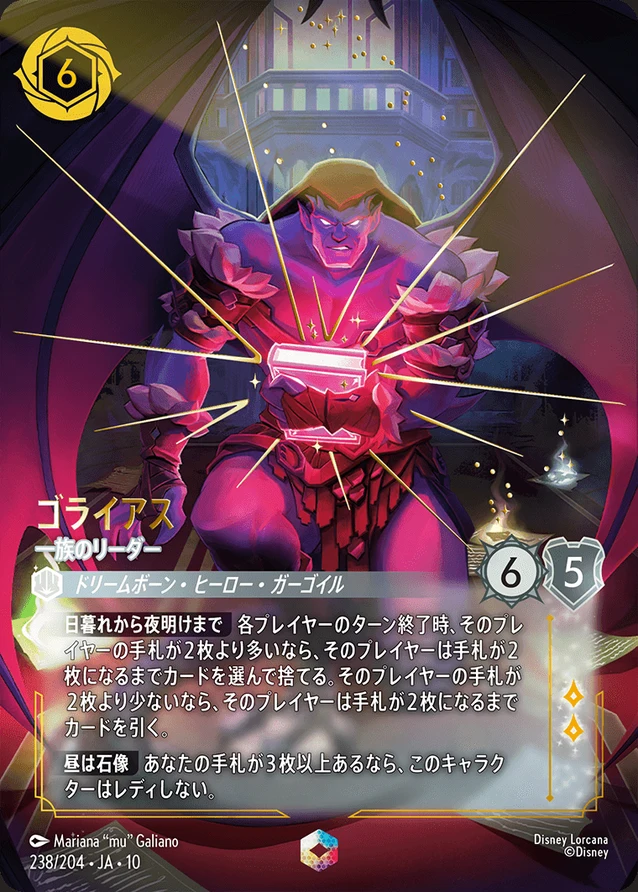 6
ゴライアス
一族のリーダー
6 5
ドリームボーン・ヒーロー・ガーゴイル
日暮れから夜明けまで 各プレイヤーのターン終了時、そのプレ
イヤーの手札が2枚より多いなら、そのプレイヤーは手札が2
枚になるまでカードを選んで捨てる。そのプレイヤーの手札が
2枚より少ないなら、そのプレイヤーは手札が2枚になるまで
カードを引く。
昼は石像 あなたの手札が3枚以上あるなら、このキャラク
ターはレディしない。
Mariana “mu” Galiano
Disney Lorcana
238/204・JA・10
©Disney